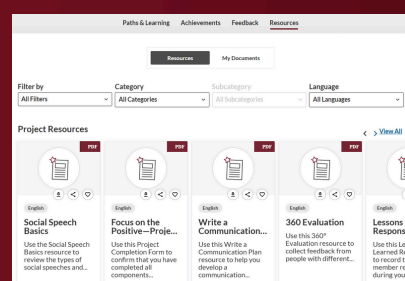 Paths & Learning Achievements Feedback Resources
Resources My Documents
Filter by Category Subcategory Language
All Filters All Categories All Subcategories All Languages
Project Resources View All
PDF PDF PDF PDF
English English English English English
Social Speech Focus on the Write a 360 Evaluation Lessons
Basics Positive—Proje... Communication... Respons
Use the Social Speech Use this Project Use this Write a Use this 360° Use this Le
Basics resource to Completion Form to Communication Plan Evaluation resource to Learned Re
review the types of confirm that you have resource to help you collect feedback from to record t
social speeches and... completed all develop a people with different... member re
components... communication... during you